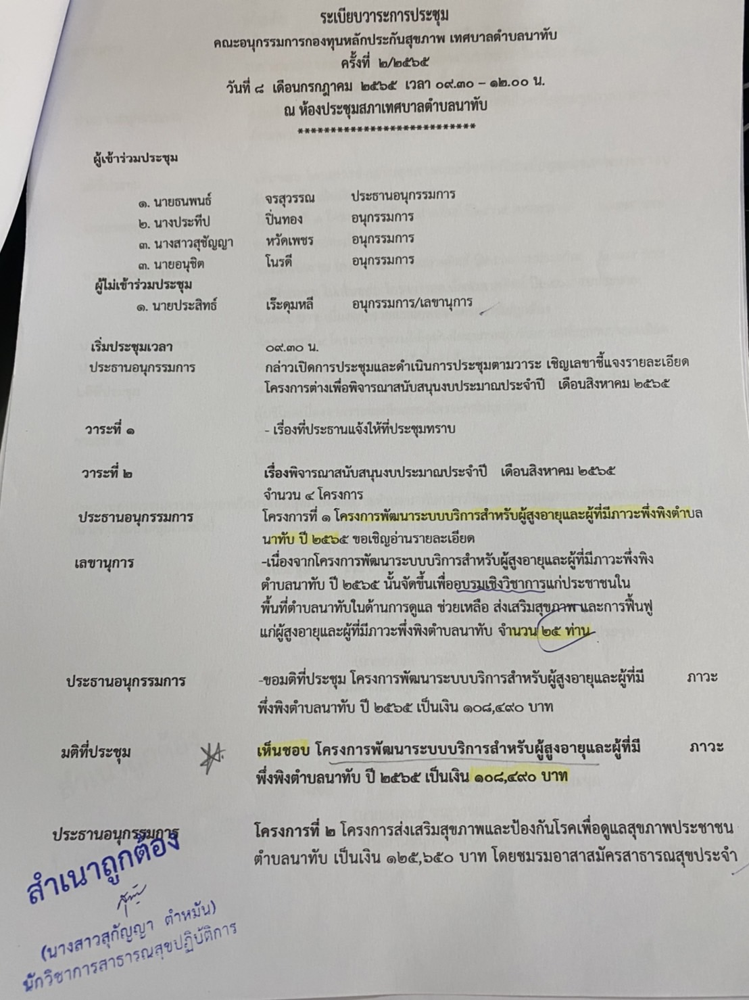 ระเบียบวาระการประชุม
คณะอนุกรรมการกองทุนหลักประกันสุขภาพ เทศบาลตำบลนาทับ
ครั้งที่ ๒/๒๕๖๕
วันที่ ๘ เดือนกรกฎาคม ๒๕๖๕ เวลา ๐๙.๓๐ – ๑๒.๐๐ น.
ณ ห้องประชุมสภาเทศบาลตำบลนาทับ
***************************
ผู้เข้าร่วมประชุม
๑. นายธนพนธ์ จรสุวรรณ ประธานอนุกรรมการ
๒. นางประทีป ปิ่นทอง อนุกรรมการ
๓. นางสาวสุชัญญา หวัดเพชร อนุกรรมการ
๓. นายอนุชิต โนรดี อนุกรรมการ
ผู้ไม่เข้าร่วมประชุม
๑. นายประสิทธ์ เร๊ะดุมหลี อนุกรรมการ/เลขานุการ
เริ่มประชุมเวลา ๐๙.๓๐ น.
ประธานอนุกรรมการ กล่าวเปิดการประชุมและดำเนินการประชุมตามวาระ เชิญเลขาชี้แจงรายละเอียด
โครงการต่างเพื่อพิจารณาสนับสนุนงบประมาณประจำปี เดือนสิงหาคม ๒๕๖๕
วาระที่ ๑ - เรื่องที่ประธานแจ้งให้ที่ประชุมทราบ
วาระที่ ๒ เรื่องพิจารณาสนับสนุนงบประมาณประจำปี เดือนสิงหาคม ๒๕๖๕
จำนวน ๔ โครงการ
ประธานอนุกรรมการ โครงการที่ ๑ โครงการพัฒนาระบบบริการสำหรับผู้สูงอายุและผู้ที่มีภาวะพึ่งพิงตำบล
นาทับ ปี ๒๕๖๕ ขอเชิญอ่านรายละเอียด
เลขานุการ -เนื่องจากโครงการพัฒนาระบบบริการสำหรับผู้สูงอายุและผู้ที่มีภาวะพึ่งพิง
ตำบลนาทับ ปี ๒๕๖๕ นั้นจัดขึ้นเพื่ออบรมเชิงวิชาการแก่ประชาชนใน
พื้นที่ตำบลนาทับในด้านการดูแล ช่วยเหลือ ส่งเสริมสุขภาพ และการฟื้นฟู
แก่ผู้สูงอายุและผู้ที่มีภาวะพึ่งพิงตำบลนาทับ จำนวน ๒๕ ท่าน
ประธานอนุกรรมการ -ขอมติที่ประชุม โครงการพัฒนาระบบบริการสำหรับผู้สูงอายุและผู้ที่มี ภาวะ
พึ่งพิงตำบลนาทับ ปี ๒๕๖๕ เป็นเงิน ๑๐๘,๔๙๐ บาท
มติที่ประชุม เห็นชอบ โครงการพัฒนาระบบบริการสำหรับผู้สูงอายุและผู้ที่มี ภาวะ
พึ่งพิงตำบลนาทับ ปี ๒๕๖๕ เป็นเงิน ๑๐๘,๔๙๐ บาท
ประธานอนุกรรมการ โครงการที่ ๒ โครงการส่งเสริมสุขภาพและป้องกันโรคเพื่อดูแลสุขภาพประชาชน
ตำบลนาทับ เป็นเงิน ๑๒๕,๖๕๐ บาท โดยชมรมอาสาสมัครสาธารณสุขประจำ
สำเนาถูกต้อง
(นางสาวสุกัญญา ตำหมัน)
นักวิชาการสาธารณสุขปฏิบัติการ